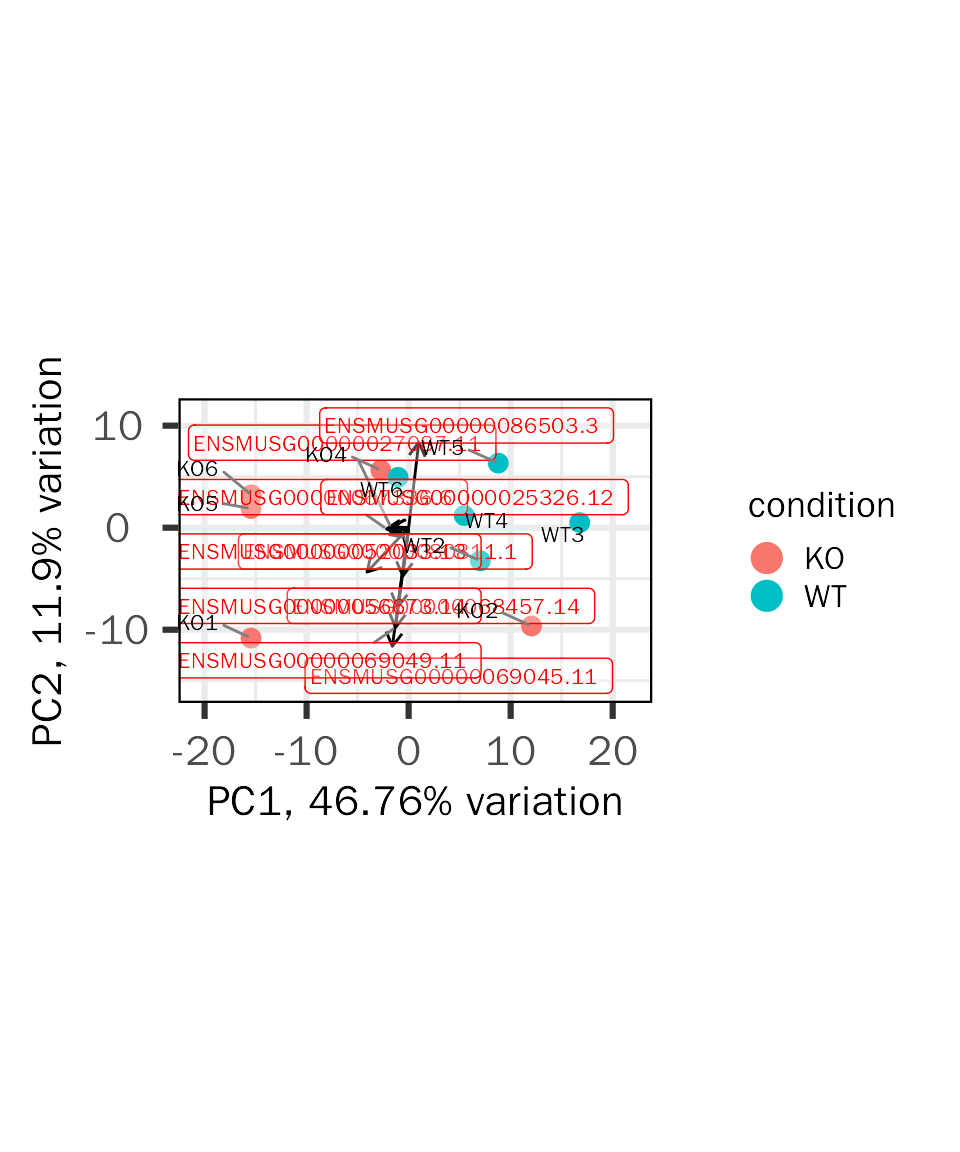 PC2, 11.9% variation
10
0
-10
ENSMUSG00000086503.3
WT5
KO4
KO6
WT6
ENSMUSG00000025326.12
KO5
WT4
WT3
WT2
KO2
KO1
ENSMUSG00000069049.11
ENSMUSG00000069045.11
-20
-10
0
10
20
PC1, 46.76% variation
condition
KO
WT